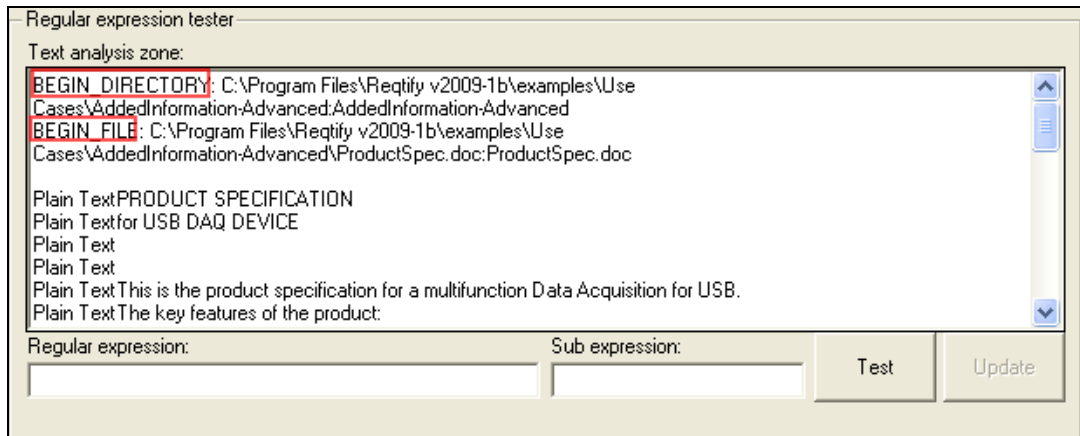 Regular expression tester
Text analysis zone:
BEGIN_DIRECTORY: C:\Program Files\Reqtify v2009-1b\examples\Use
Cases\AddedInformation-Advanced:AddedInformation-Advanced
BEGIN_FILE: C:\Program Files\Reqtify v2009-1b\examples\Use
Cases\AddedInformation-Advanced\ProductSpec.doc:ProductSpec.doc
Plain TextPRODUCT SPECIFICATION
Plain Textfor USB DAQ DEVICE
Plain Text
Plain Text
Plain TextThis is the product specification for a multifunction Data Acquisition for USB.
Plain TextThe key features of the product:
Regular expression:
Sub expression:
Test
Update